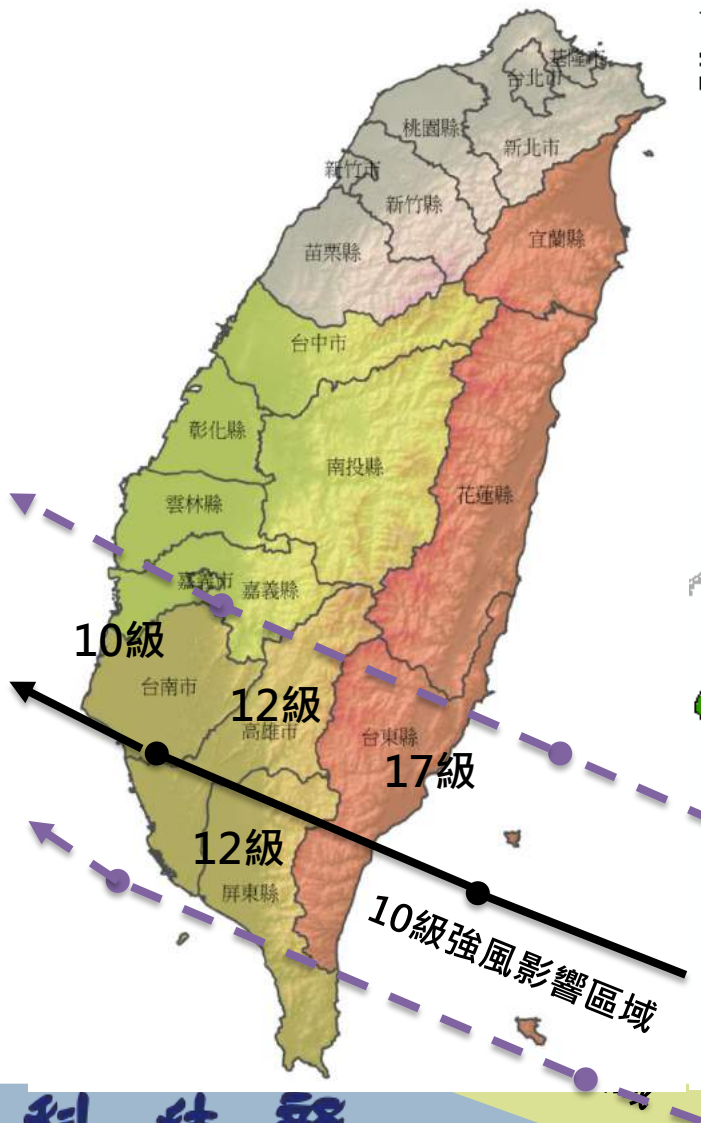 基隆市
台北市
桃園縣
新北市
新竹市
新竹縣
宜蘭縣
苗栗縣
台中市
彰化縣
南投縣
花蓮縣
雲林縣
嘉義市
嘉義縣
10級
台南市
12級
高雄市
台東縣
17級
12級
屏東縣
10級強風影響區域